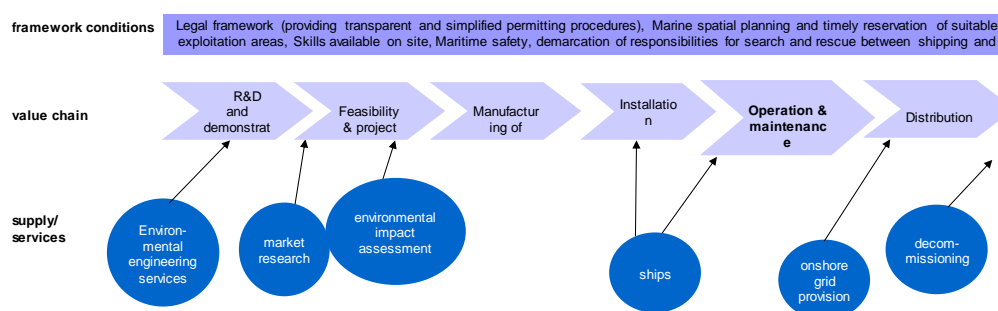 framework conditions
Legal framework (providing transparent and simplified permitting procedures), Marine spatial planning and timely reservation of suitable
exploitation areas, Skills available on site, Maritime safety, demarcation of responsibilities for search and rescue between shipping and
value chain
R&D
and
demonstrat
Feasibility
& project
Manufactur
ing of
Installatio
n
Operation &
maintenanc
e
Distribution
supply/
services
Environ-
mental
engineering
services
market
research
environmental
impact
assessment
ships
onshore
grid
provision
decom-
missioning